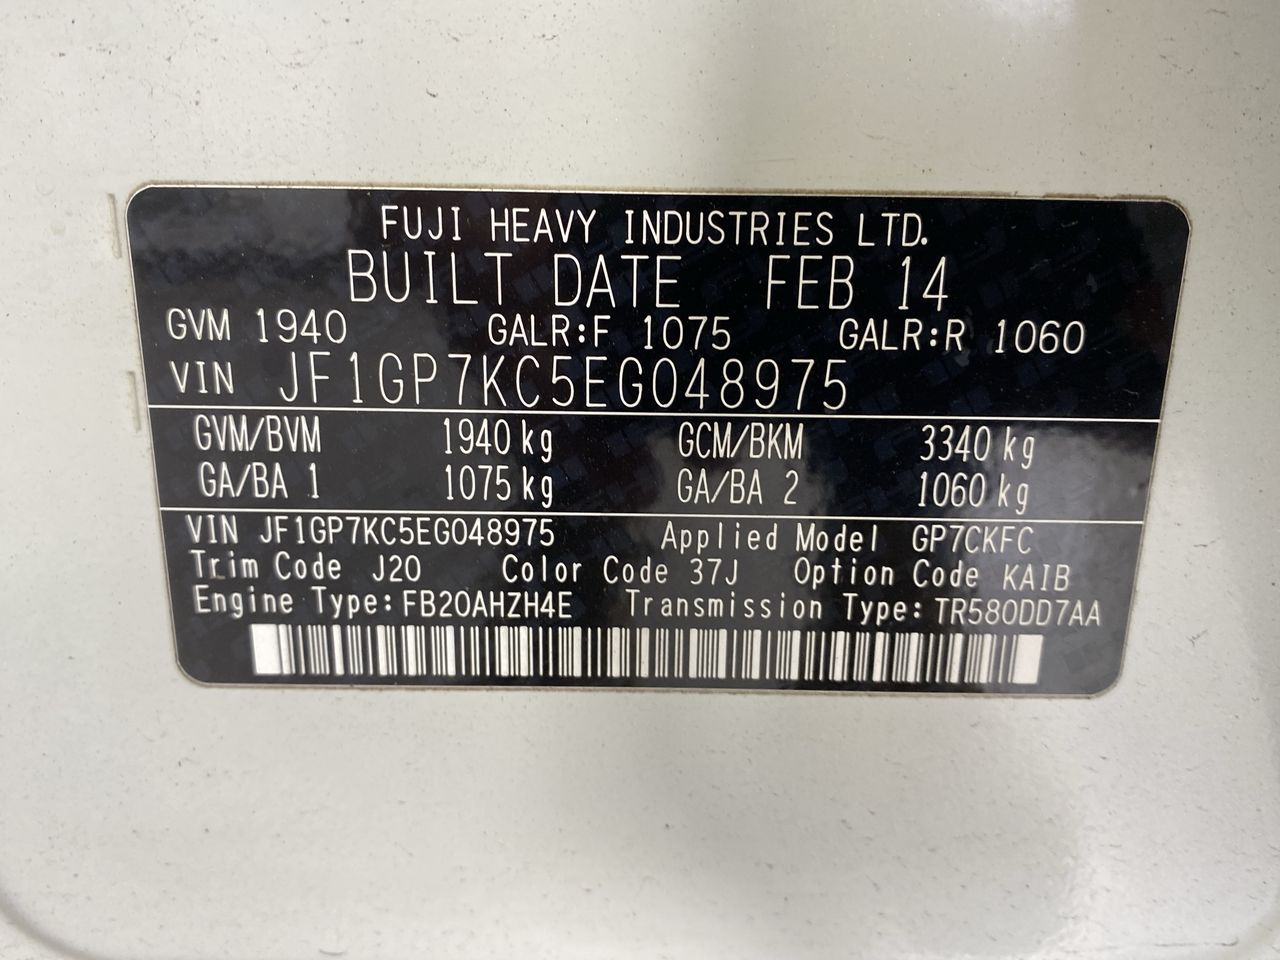 FUJI HEAVY INDUSTRIES LTD.
BUILT DATE FEB 14
GVM 1940 GALR:F 1075 GALR:R 1060
VIN JF1GP7KC5EG048975
GVM/BVM 1940 kg GCM/BKM 3340 kg
GA/BA 1 1075 kg GA/BA 2 1060 kg
VIN JF1GP7KC5EG048975 Applied Model GP7CKFC
Trim Code J20 Color Code 37J Option Code KAIB
Engine Type: FB20AHZH4E Transmission Type: TR580DD7AA